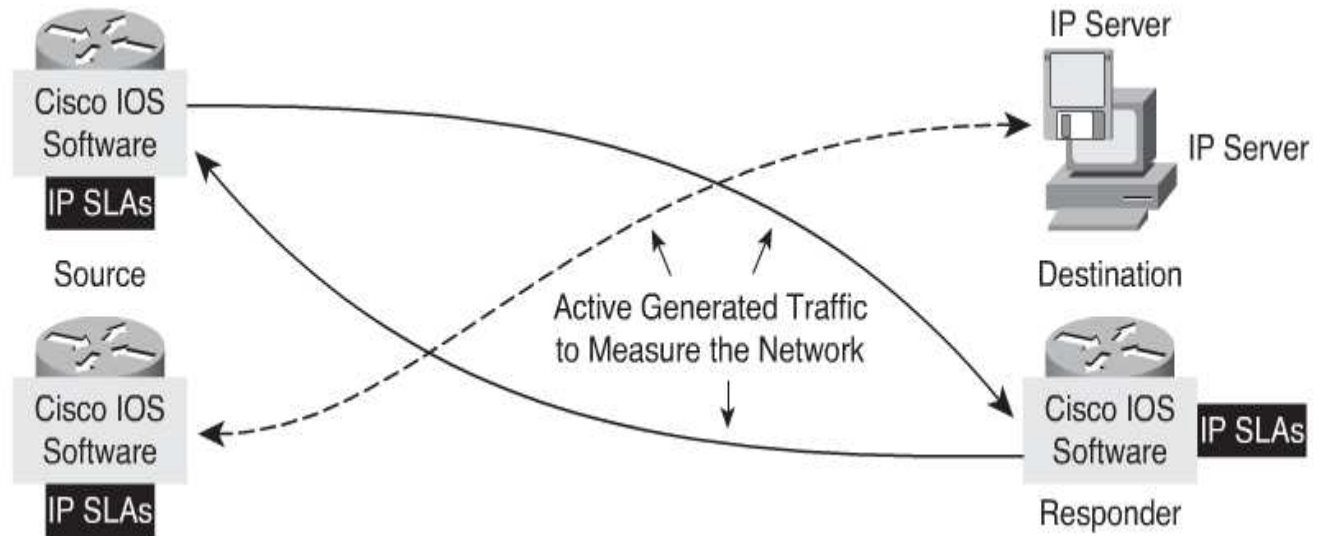 Cisco IOS
Software
IP SLAs
Source
Cisco IOS
Software
IP SLAs
Active Generated Traffic
to Measure the Network
IP Server
IP Server
Destination
Cisco IOS
Software
IP SLAs
Responder